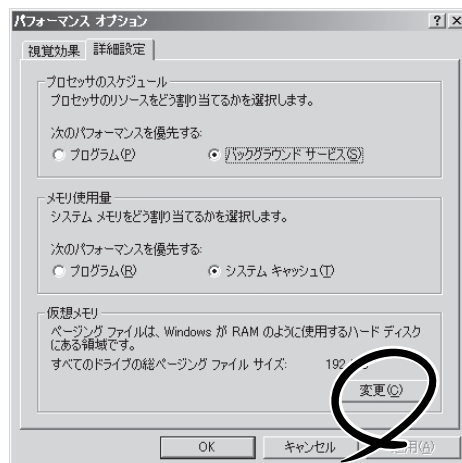 パフォーマンス オプション
視覚効果 詳細設定
プロセッサのスケジュール
プロセッサのリソースをどう割り当てるかを選択します。
次のパフォーマンスを優先する:
プログラム(P) バックグラウンド サービス(S)
メモリ使用量
システム メモリをどう割り当てるかを選択します。
次のパフォーマンスを優先する:
プログラム(R) システム キャッシュ(T)
仮想メモリ
ページング ファイルは、Windows が RAM のように使用するハード ディスク
にある領域です。
すべてのドライブの総ページング ファイル サイズ: 192
変更(C)
OK キャンセル 用(A)